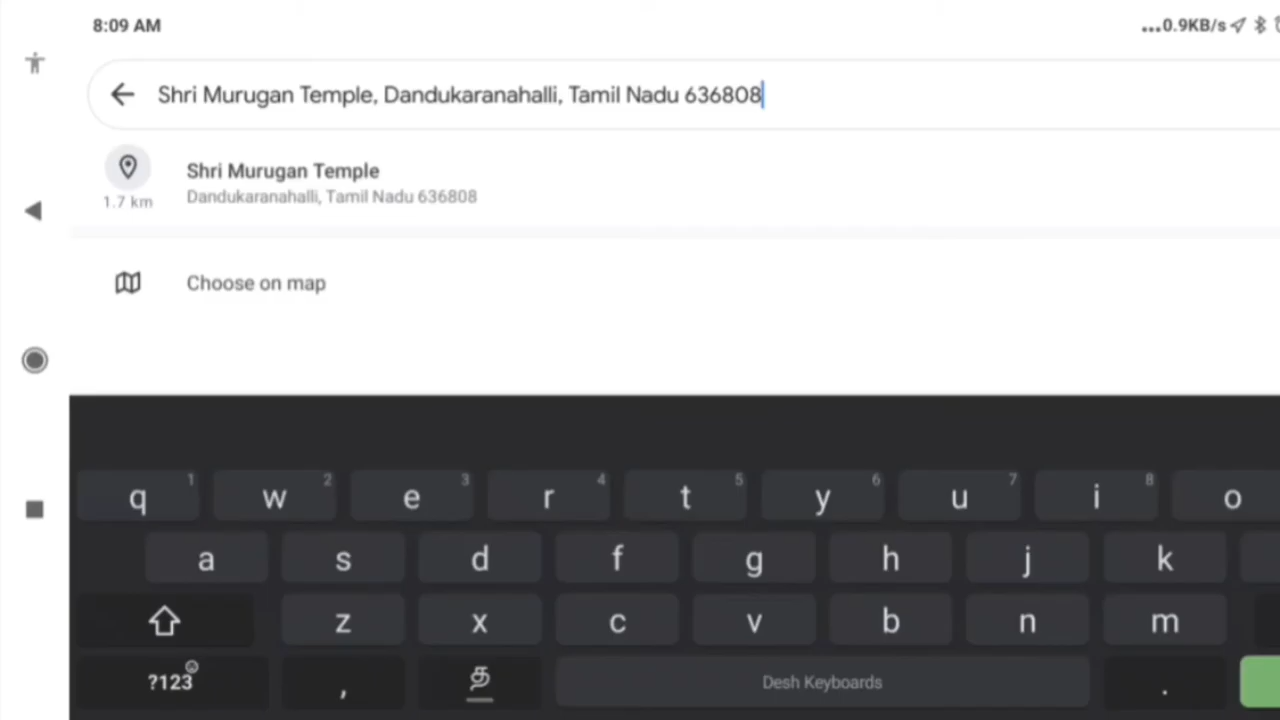 8:09 AM
...0.9KB/s
Shri Murugan Temple, Dandukaranahalli, Tamil Nadu 636808
Shri Murugan Temple
1.7 km
Dandukaranahalli, Tamil Nadu 636808
Choose on map
q 1 w 2 e 3 r 4 t 5 y 6 u 7 i 8 o
a s d f g h j k
z x c v b n m
?123 , த Desh Keyboards .